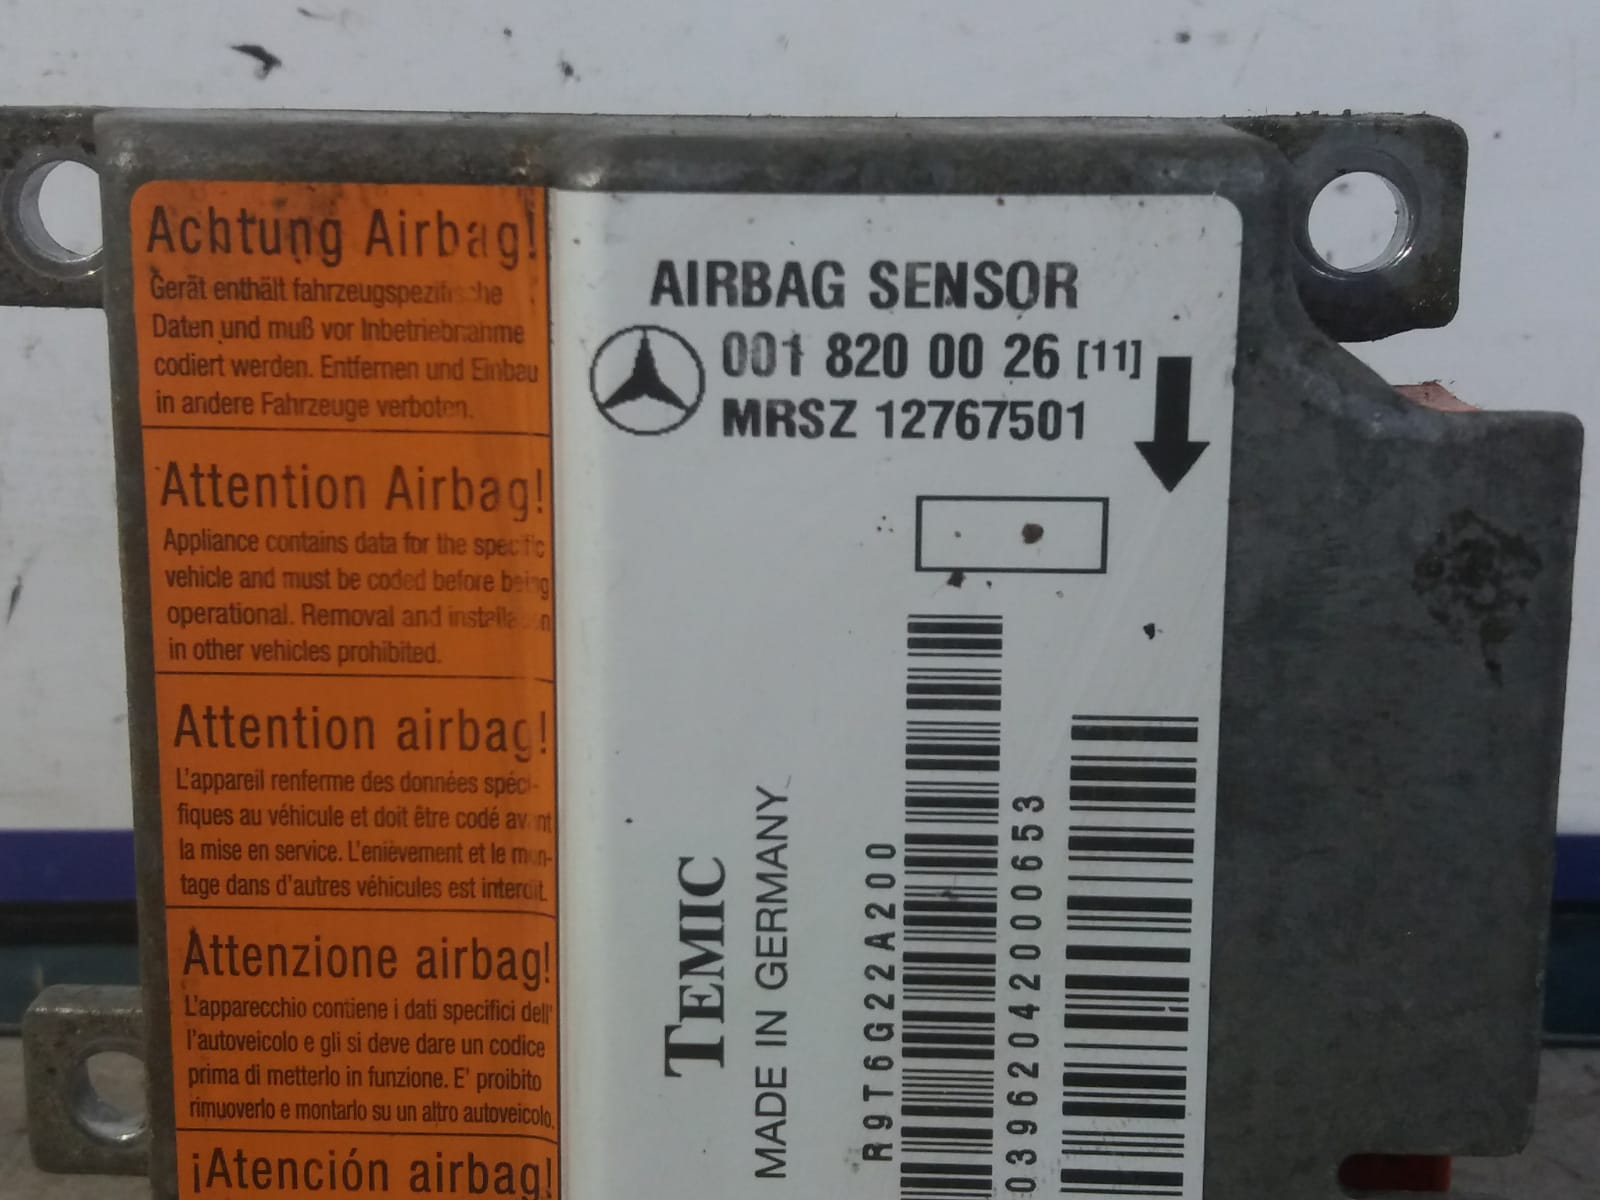 Achtung Airbag!
Gerät enthält fahrzeugspezifische
Daten und muß vor Inbetriebnahme
codiert werden. Entfernen und Einbau
in andere Fahrzeuge verboten.
Attention Airbag!
Appliance contains data for the specific
vehicle and must be coded before being
operational. Removal and installation
in other vehicles prohibited.
Attention airbag!
L'appareil renferme des données spéci-
fiques au véhicule et doit être codé avant
la mise en service. L'enièvement et le mon-
tage dans d'autres véhicules est interdit.
Attenzione airbag!
L'apparecchio contiene i dati specifici dell'
l'autoveicolo e gli si deve dare un codice
prima di metterlo in funzione. E' proibito
rimuoverlo e montarlo su un altro autoveicolo.
¡Atención airbag!
AIRBAG SENSOR
001 820 00 26 [11]
MRSZ 12767501
TEMIC
MADE IN GERMANY
R9T6G22A200
0396204200653